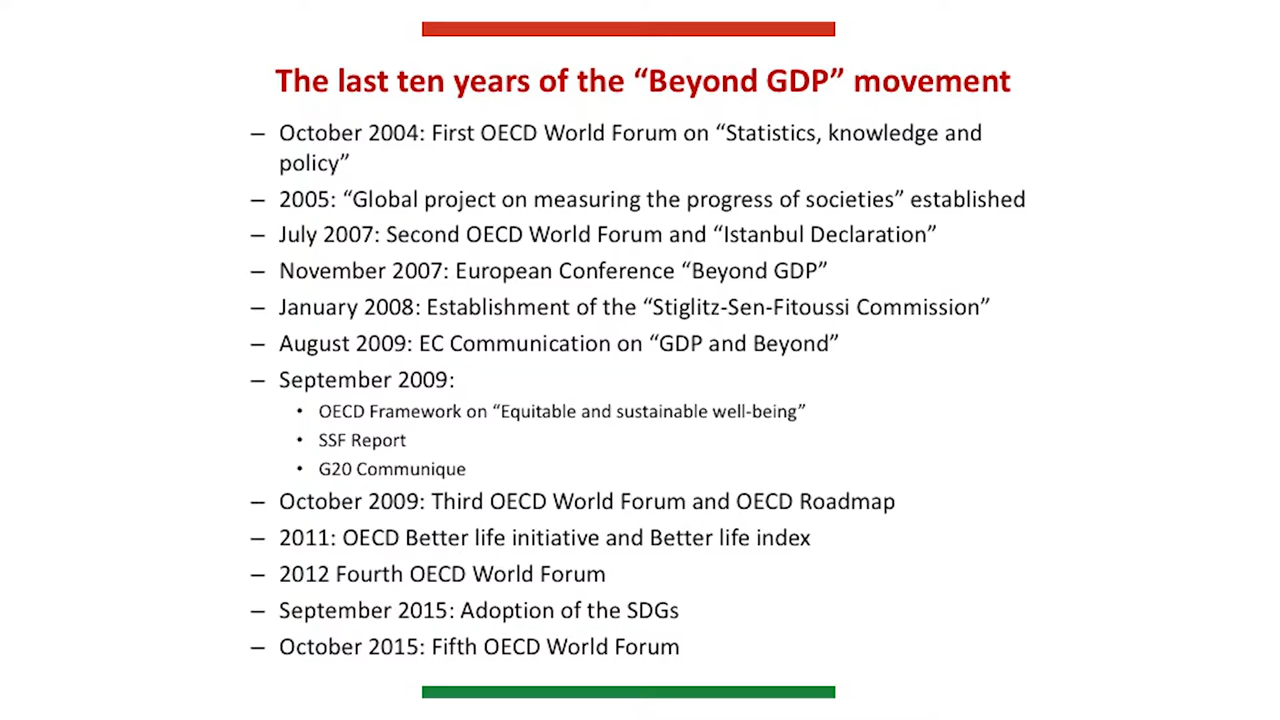 The last ten years of the “Beyond GDP” movement
– October 2004: First OECD World Forum on “Statistics, knowledge and
policy”
– 2005: “Global project on measuring the progress of societies” established
– July 2007: Second OECD World Forum and “Istanbul Declaration”
– November 2007: European Conference “Beyond GDP”
– January 2008: Establishment of the “Stiglitz-Sen-Fitoussi Commission”
– August 2009: EC Communication on “GDP and Beyond”
– September 2009:
• OECD Framework on “Equitable and sustainable well-being”
• SSF Report
• G20 Communique
– October 2009: Third OECD World Forum and OECD Roadmap
– 2011: OECD Better life initiative and Better life index
– 2012 Fourth OECD World Forum
– September 2015: Adoption of the SDGs
– October 2015: Fifth OECD World Forum